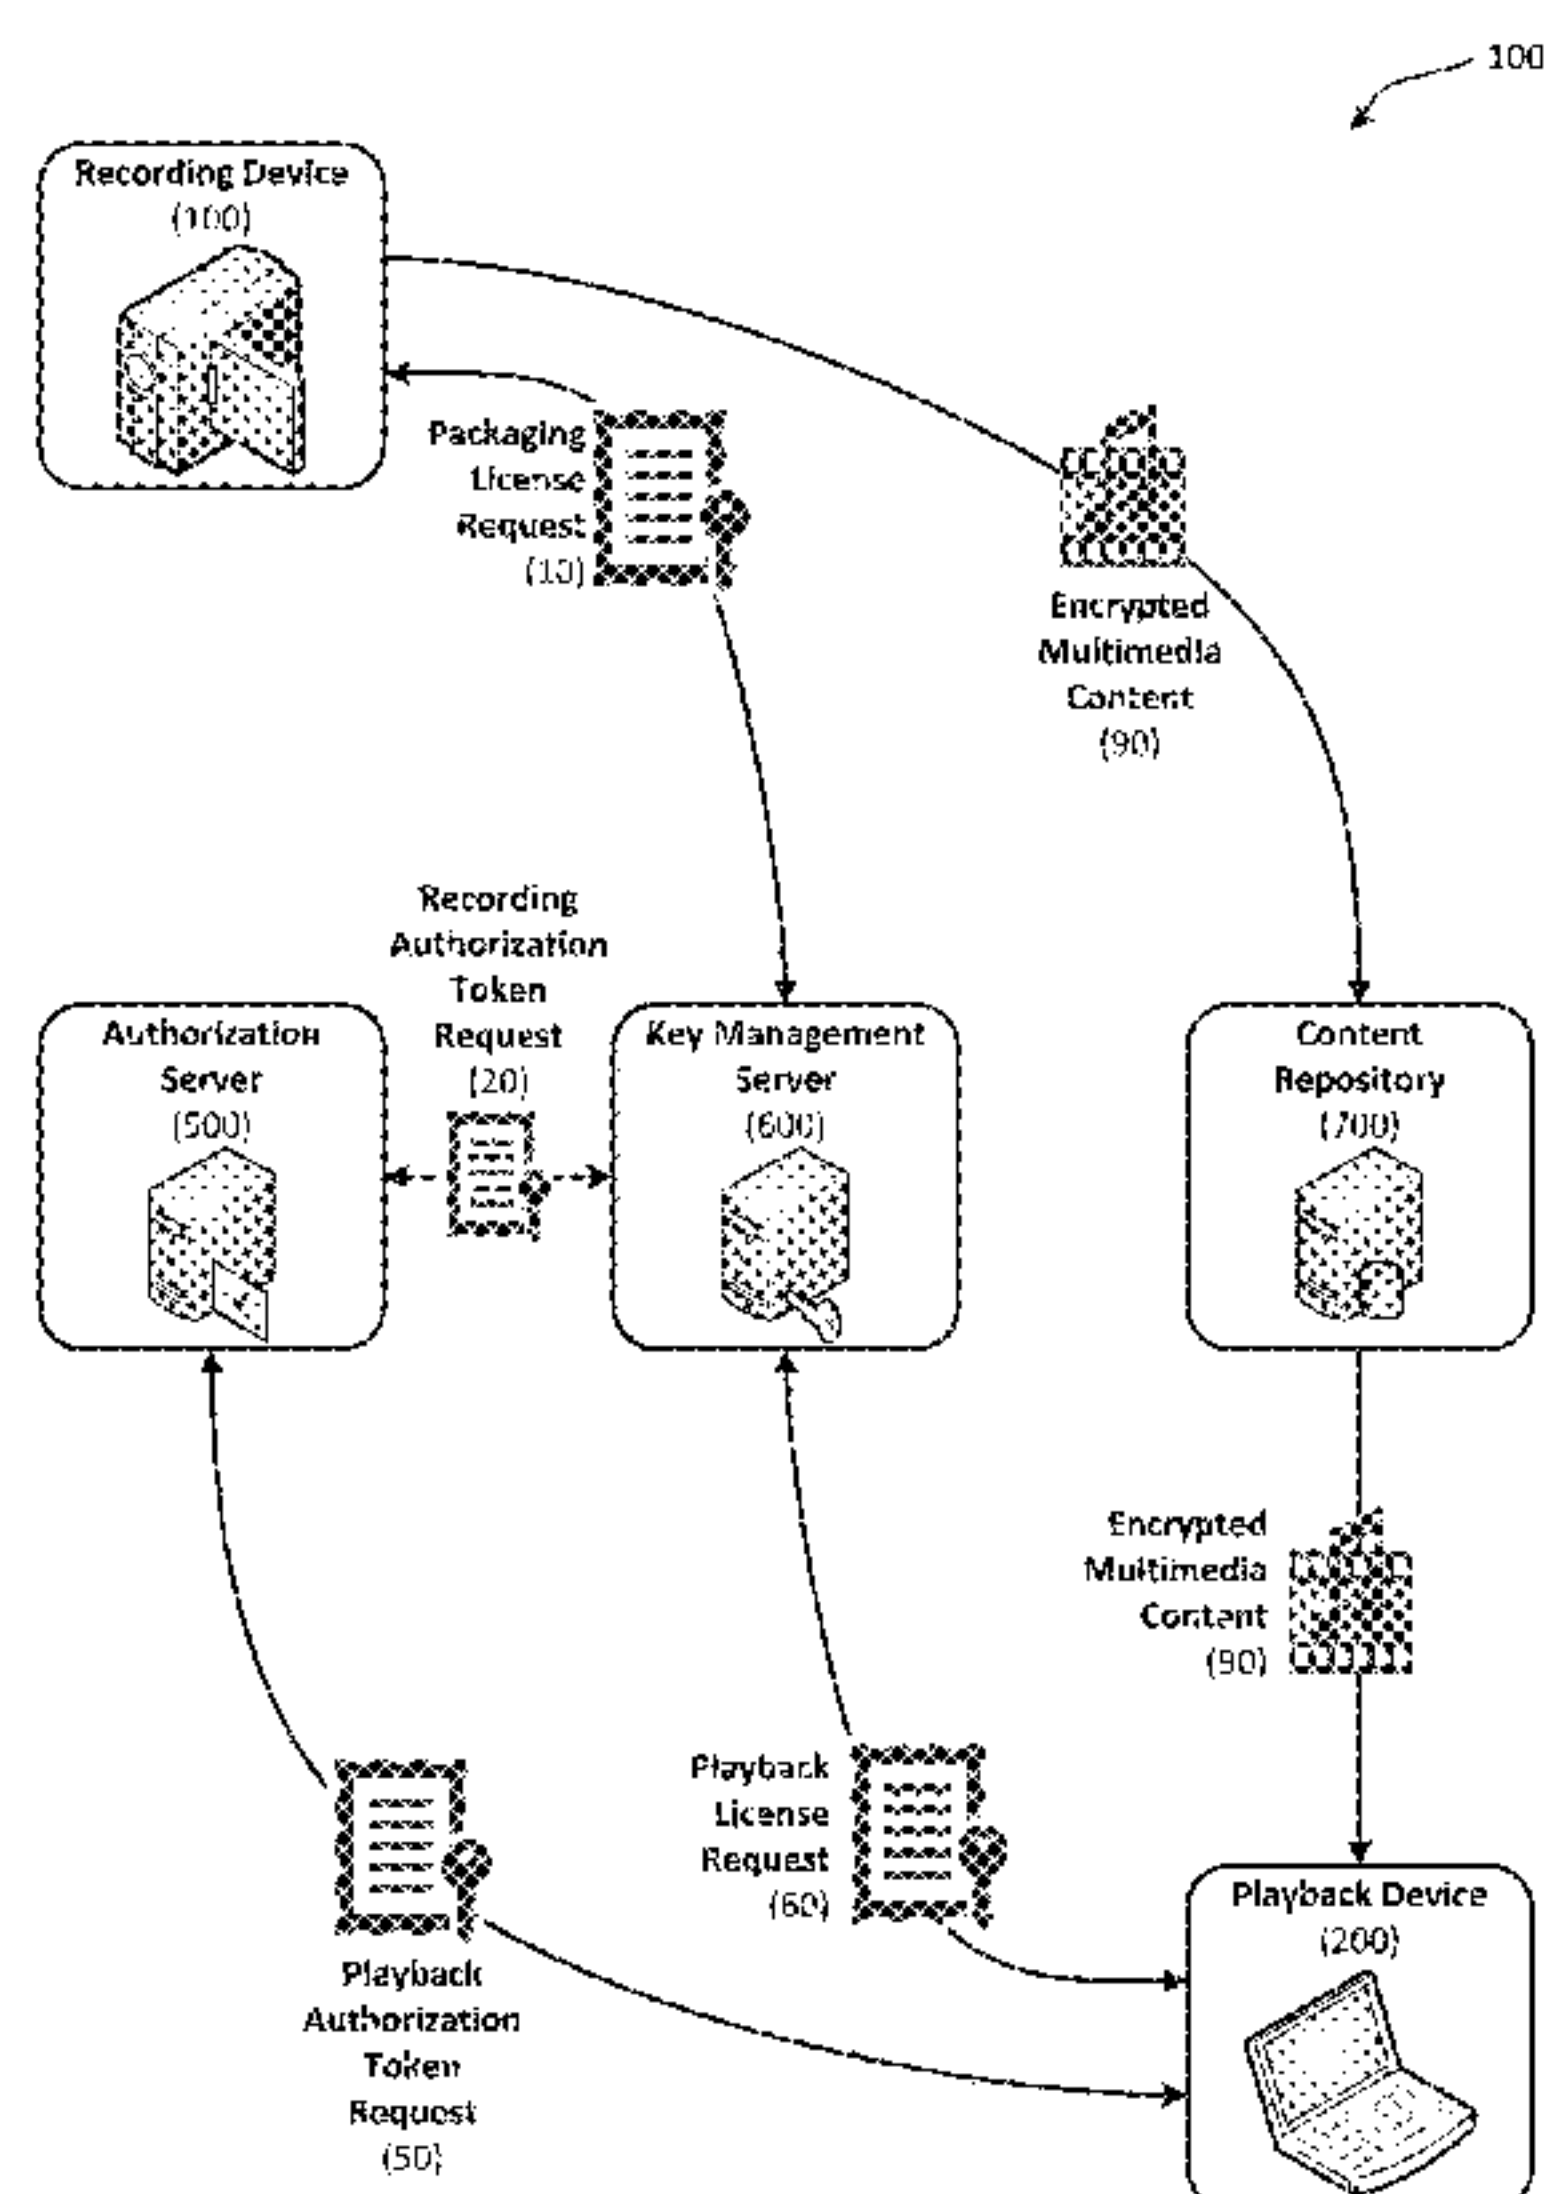 100
Recording Device
(100)
Packaging
License
Request
(10)
Encrypted
Multimedia
Content
(90)
Recording
Authorization
Token
Request
(20)
Authorization
Server
(500)
Key Management
Server
(600)
Content
Repository
(700)
Encrypted
Multimedia
Content
(90)
Playback
License
Request
(60)
Playback Device
(200)
Playback
Authorization
Token
Request
(50)